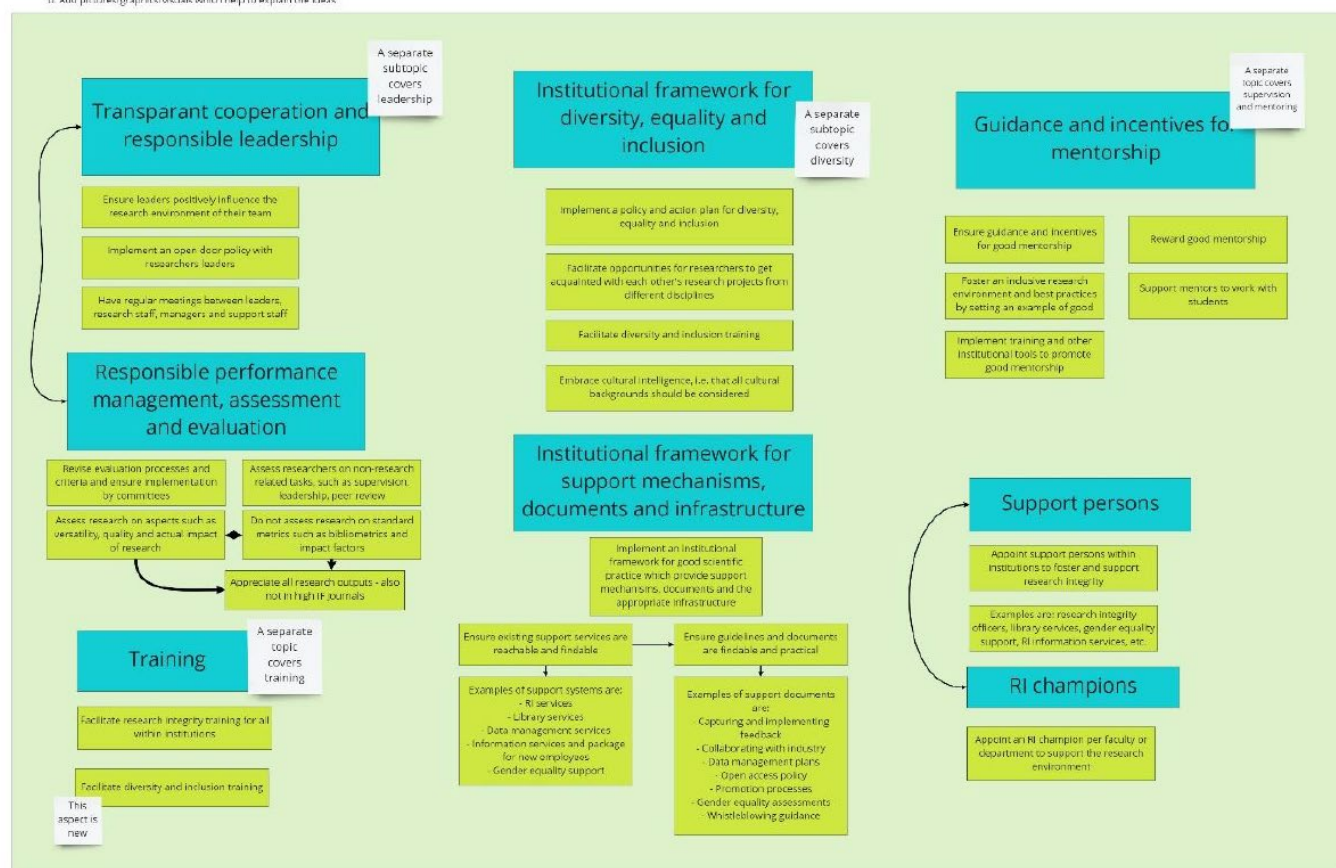 A separate
subtopic
covers
leadership
Transparant cooperation and
responsible leadership
Ensure leaders positively influence the
research environment of their team
Implement an open door policy with
researchers leaders
Have regular meetings between leaders,
research staff, managers and support staff
Responsible performance
management, assessment
and evaluation
Revise evaluation processes and
criteria and ensure implementation
by committees
Assess researchers on non-research
related tasks, such as supervision,
leadership, peer review
Assess research on aspects such as
versatility, quality and actual impact
of research
Do not assess research on standard
metrics such as bibliometrics and
impact factors
Appreciate all research outputs - also
not in high IF journals
Training
A separate
topic
covers
training
Facilitate research integrity training for all
within institutions
Facilitate diversity and inclusion training
This
aspect is
new
Institutional framework for
diversity, equality and
inclusion
A separate
subtopic
covers
diversity
Implement a policy and action plan for diversity,
equality and inclusion
Facilitate opportunities for researchers to get
acquainted with each other's research projects from
different disciplines
Facilitate diversity and inclusion training
Embrace cultural intelligence, i.e. that all cultural
backgrounds should be considered
Institutional framework for
support mechanisms,
documents and infrastructure
Implement an institutional
framework for good scientific
practice which provide support
mechanisms, documents and the
appropriate infrastructure
Ensure existing support services are
reachable and findable
Ensure guidelines and documents
are findable and practical
Examples of support systems are:
- RI services
- Library services
- Data management services
- Information services and package
for new employees
- Gender equality support
Examples of support documents
are:
- Capturing and implementing
feedback
- Collaborating with industry
- Data management plans
- Open access policy
- Promotion processes
- Gender equality assessments
- Whistleblowing guidance
A separate
topic covers
supervision
and mentoring
Guidance and incentives for
mentorship
Ensure guidance and incentives
for good mentorship
Reward good mentorship
Foster an inclusive research
environment and best practices
by setting an example of good
Support mentors to work with
students
Implement training and other
institutional tools to promote
good mentorship
Support persons
Appoint support persons within
institutions to foster and support
research integrity
Examples are: research integrity
officers, library services, gender equality
support, RI information services, etc.
RI champions
Appoint an RI champion per faculty or
department to support the research
environment